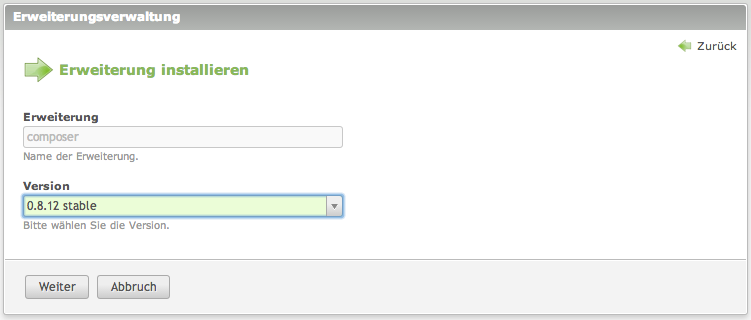 Erweiterungsverwaltung
Zurück
Erweiterung installieren
Erweiterung
composer
Name der Erweiterung.
Version
0.8.12 stable
Bitte wählen Sie die Version.
Weiter Abbruch